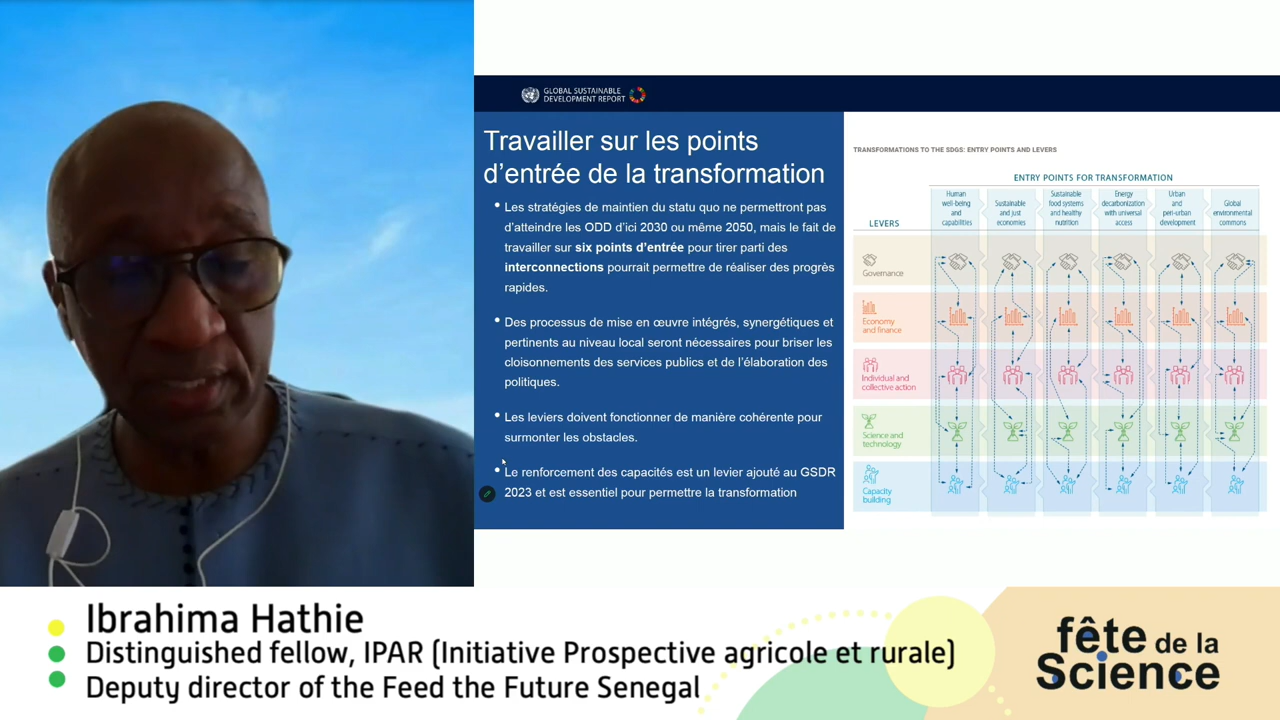 GLOBAL SUSTAINABLE
DEVELOPMENT REPORT
Travailler sur les points
d’entrée de la transformation
• Les stratégies de maintien du statu quo ne permettront pas
d’atteindre les ODD d’ici 2030 ou même 2050, mais le fait de
travailler sur six points d’entrée pour tirer parti des
interconnections pourrait permettre de réaliser des progrès
rapides.
• Des processus de mise en œuvre intégrés, synergétiques et
pertinents au niveau local seront nécessaires pour briser les
cloisonnements des services publics et de l’élaboration des
politiques.
• Les leviers doivent fonctionner de manière cohérente pour
surmonter les obstacles.
• Le renforcement des capacités est un levier ajouté au GSDR
2023 et est essentiel pour permettre la transformation
TRANSFORMATIONS TO THE SDGS: ENTRY POINTS AND LEVERS
ENTRY POINTS FOR TRANSFORMATION
LEVERS
Human
well-being
and
capabilities
Sustainable
and just
economies
Sustainable
food systems
and healthy
nutrition
Energy
decarbonization
with universal
access
Urban
and
peri-urban
development
Global
environmental
commons
Governance
Economy
and finance
Individual and
collective action
Science and
technology
Capacity
building
Ibrahima Hathie
Distinguished fellow, IPAR (Initiative Prospective agricole et rurale)
Deputy director of the Feed the Future Senegal
fête de la
Science